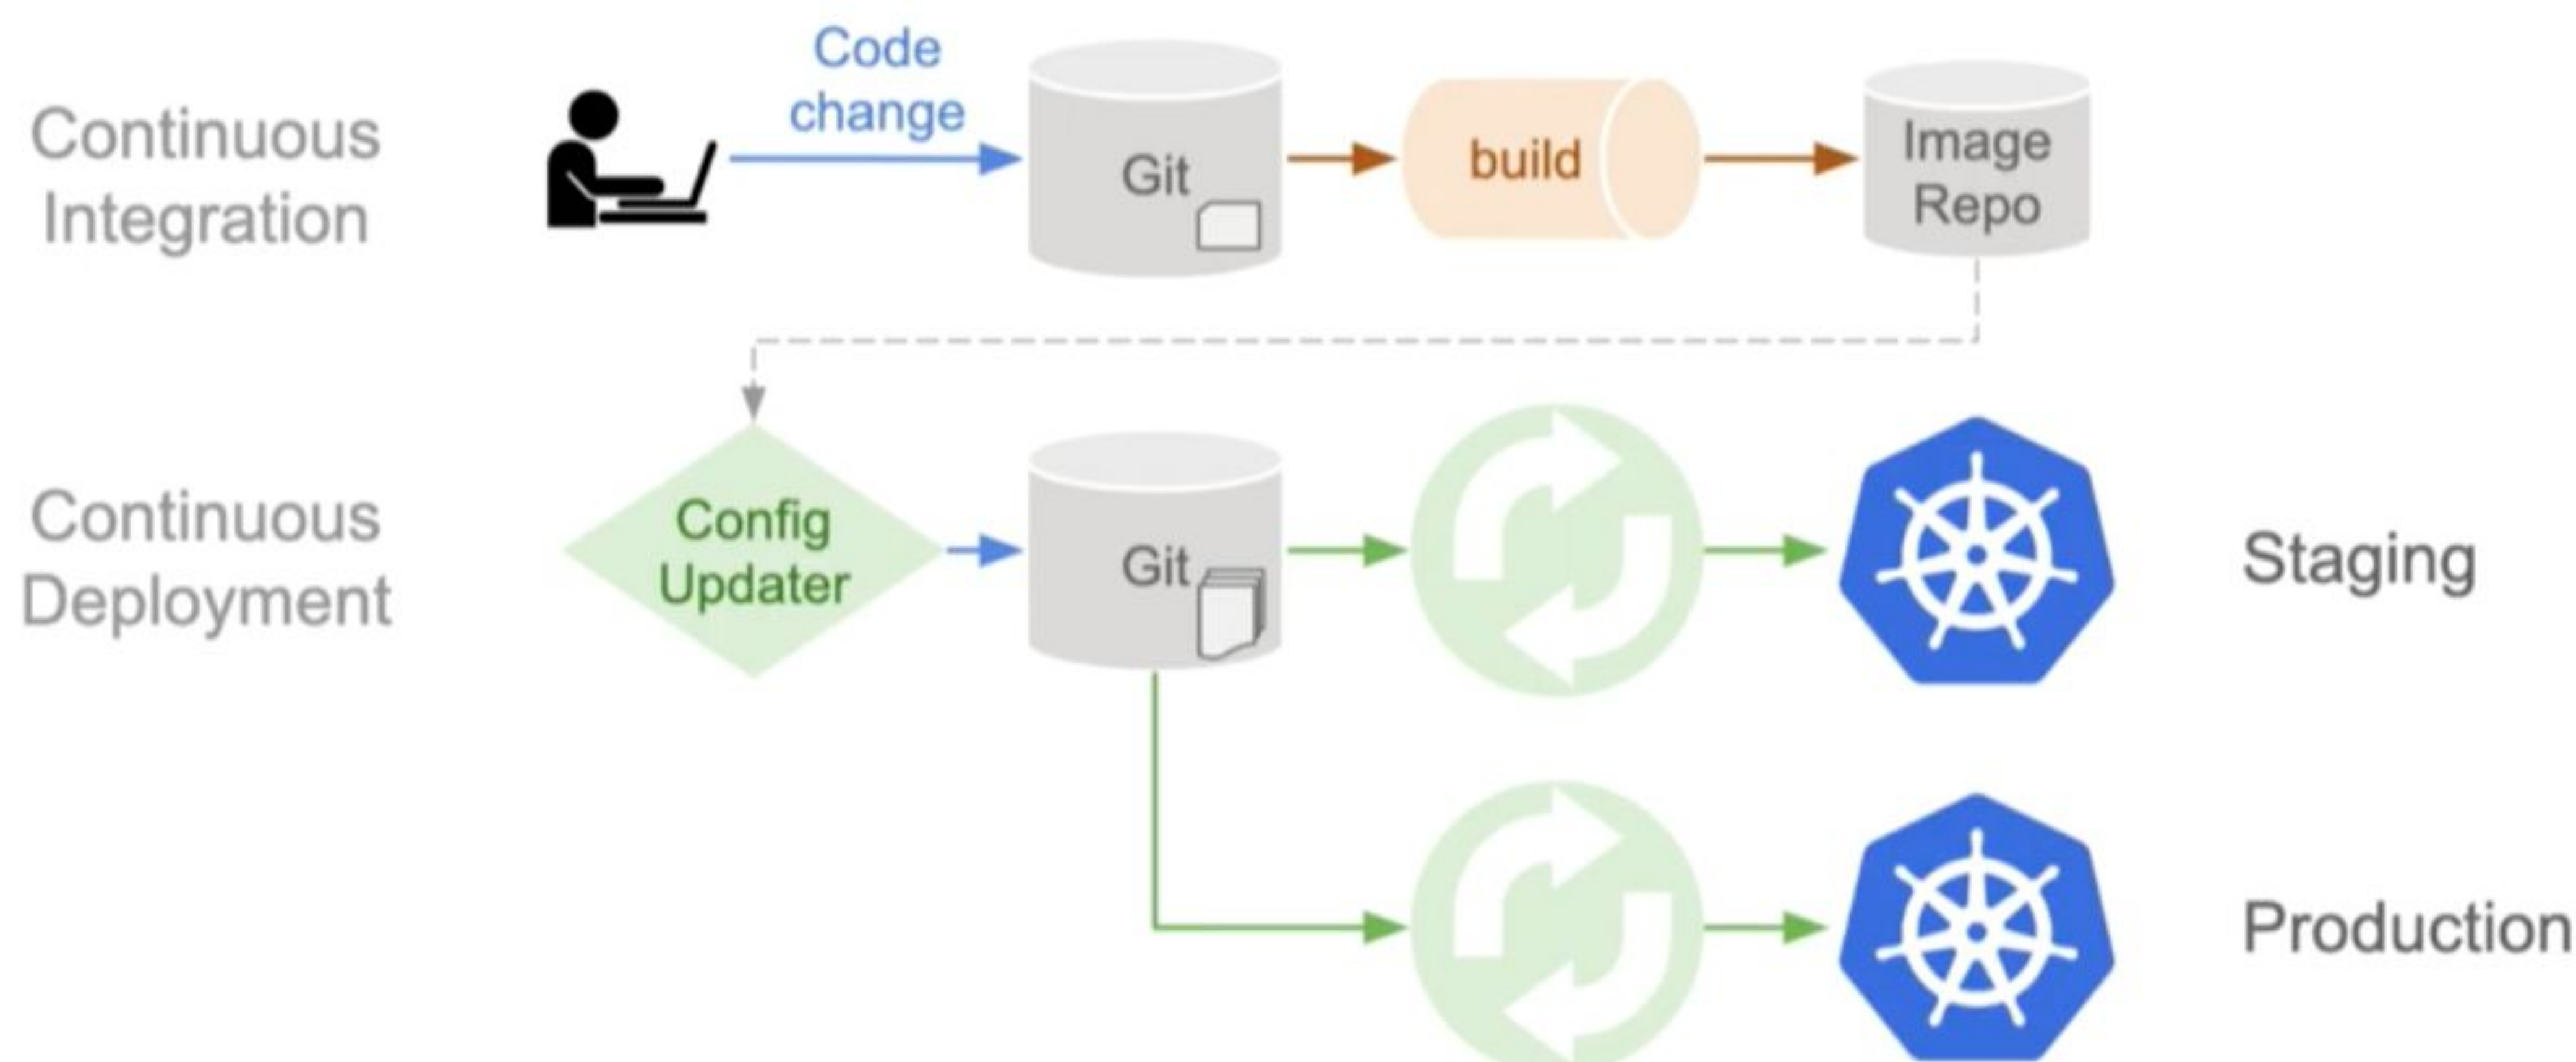 Continuous
Integration
Code
change
Git
build
Image
Repo
Continuous
Deployment
Config
Updater
Git
Staging
Production